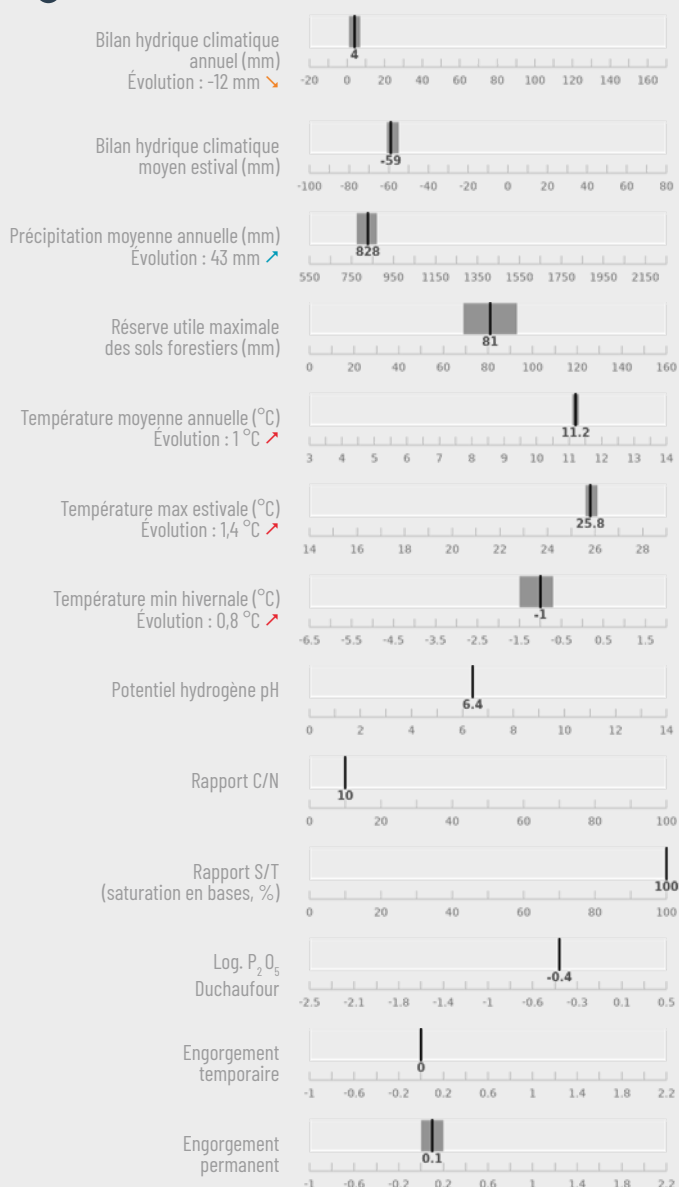 Bilan hydrique climatique
annuel (mm)
Évolution : -12 mm ↘
4
-20 0 20 40 60 80 100 120 140 160
Bilan hydrique climatique
moyen estival (mm)
-59
-100 -80 -60 -40 -20 0 20 40 60 80
Précipitation moyenne annuelle (mm)
Évolution : 43 mm ↗
828
550 750 950 1150 1350 1550 1750 1950 2150
Réserve utile maximale
des sols forestiers (mm)
81
0 20 40 60 80 100 120 140 160
Température moyenne annuelle (°C)
Évolution : 1 °C ↗
11.2
3 4 5 6 7 8 9 10 11 12 13 14
Température max estivale (°C)
Évolution : 1,4 °C ↗
25.8
14 16 18 20 22 24 26 28
Température min hivernale (°C)
Évolution : 0,8 °C ↗
-1
-6.5 -5.5 -4.5 -3.5 -2.5 -1.5 -0.5 0.5 1.5
Potentiel hydrogène pH
6.4
0 2 4 6 8 10 12 14
Rapport C/N
10
0 20 40 60 80 100
Rapport S/T
(saturation en bases, %)
100
0 20 40 60 80 100
Log. P₂O₅
Duchaufour
-0.4
-2.5 -2.1 -1.8 -1.4 -1 -0.6 -0.3 0.1 0.5
Engorgement
temporaire
0
-1 -0.6 -0.2 0.2 0.6 1 1.4 1.8 2.2
Engorgement
permanent
0.1
-1 -0.6 -0.2 0.2 0.6 1 1.4 1.8 2.2